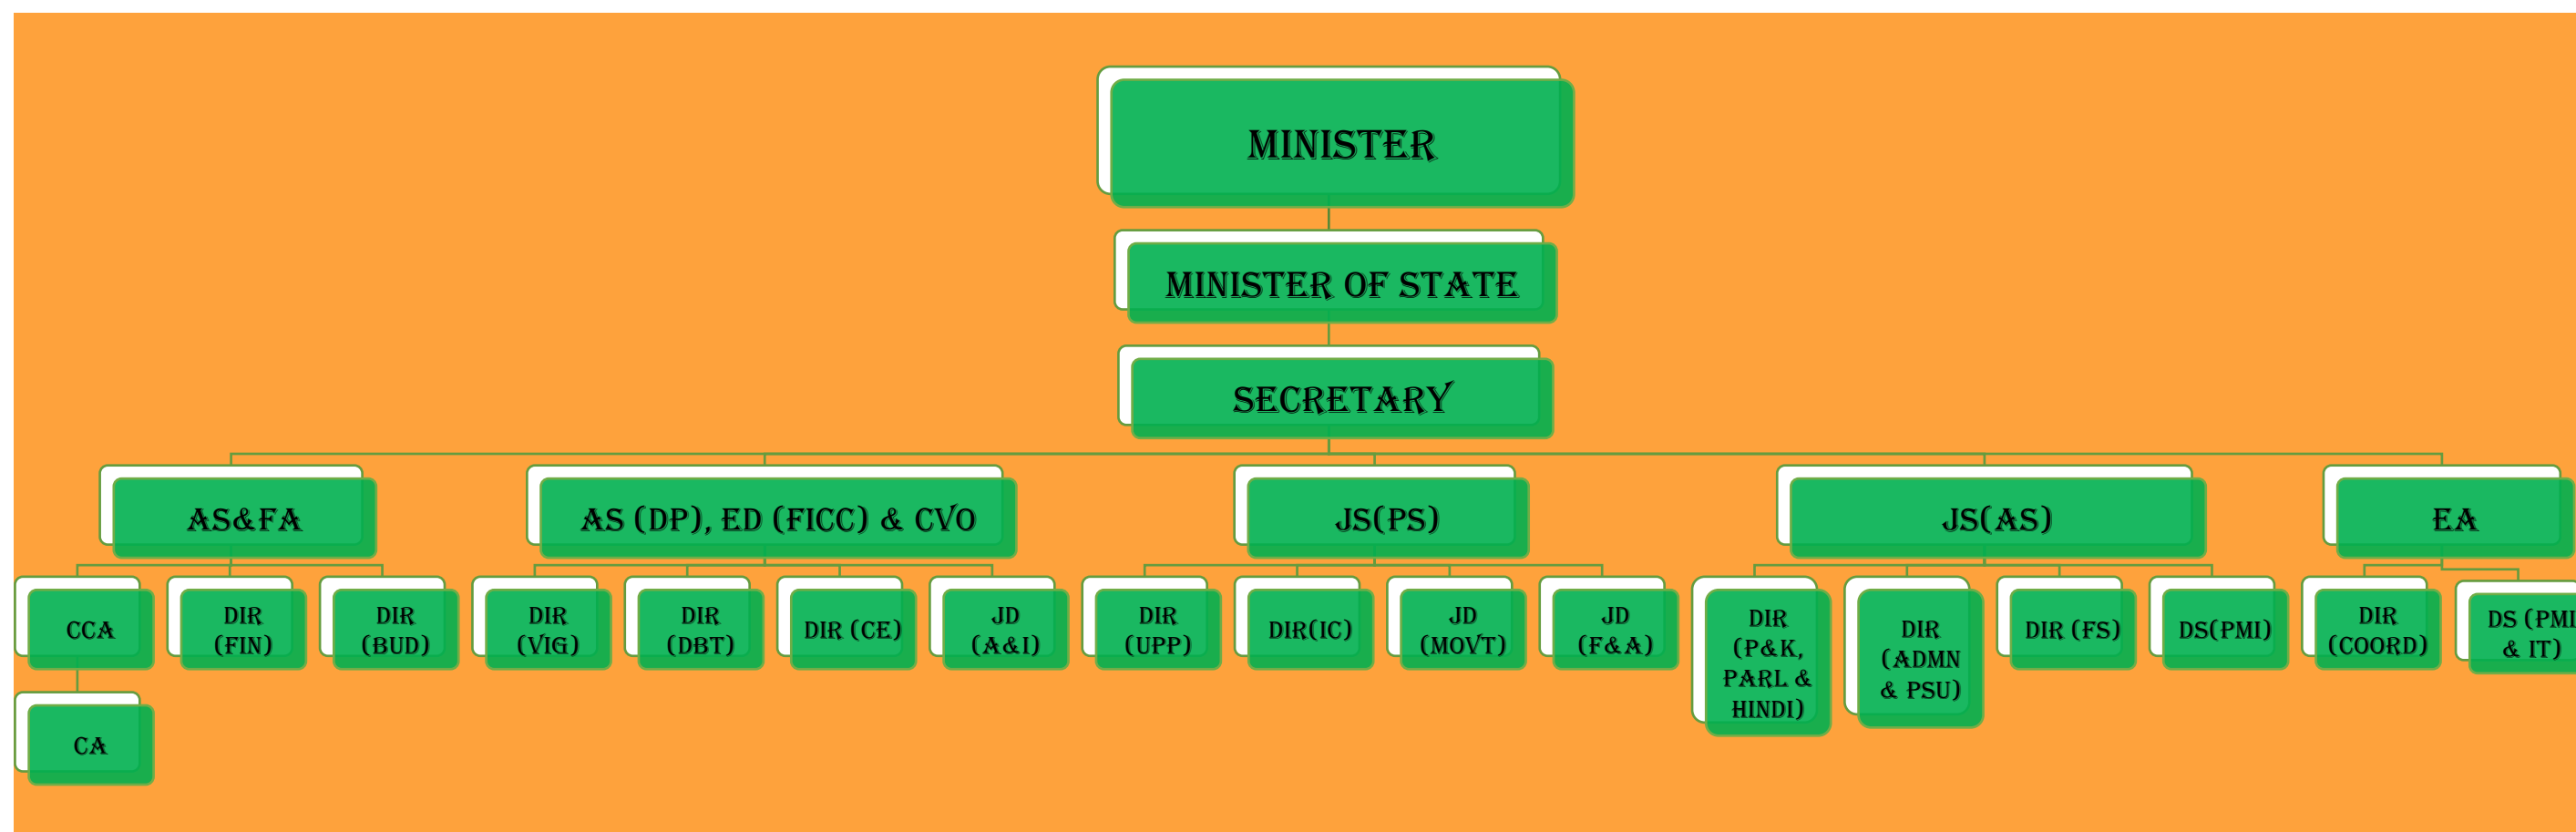 MINISTER
MINISTER OF STATE
SECRETARY
AS&FA
AS (DP), ED (FICC) & CVO
JS(PS)
JS(AS)
EA
CCA
DIR
(FIN)
DIR
(BUD)
DIR
(VIG)
DIR
(DBT)
DIR (CE)
JD
(A&I)
DIR
(UPP)
DIR(IC)
JD
(MOVT)
JD
(F&A)
DIR
(P&K,
PARL &
HINDI)
DIR
(ADMN
& PSU)
DIR (FS)
DS(PMI)
DIR
(COORD)
DS (PMI
& IT)
CA